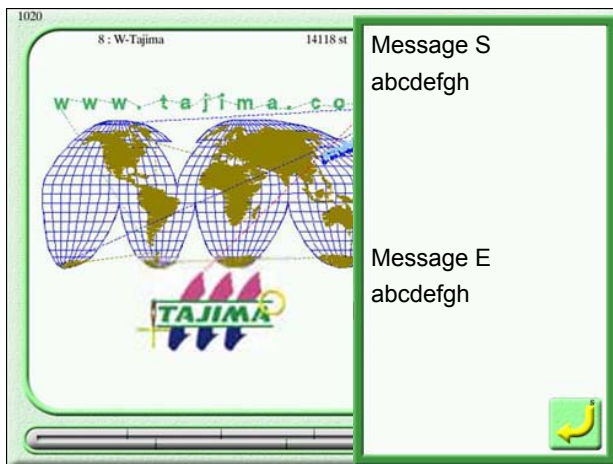 1020
8 : W-Tajima 14118 st
www.tajima.co
TAJIMA
Message S
abcdefgh
Message E
abcdefgh
S